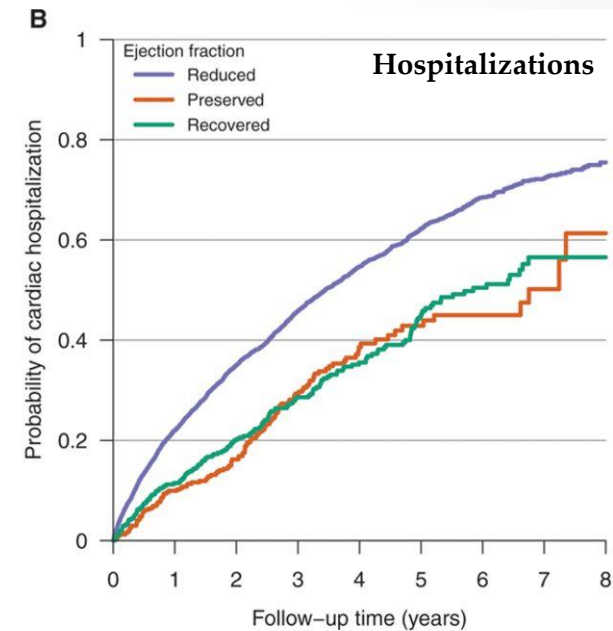 B
Hospitalizations
Ejection fraction
Reduced
Preserved
Recovered
Probability of cardiac hospitalization
1
0.8
0.6
0.4
0.2
0
0 1 2 3 4 5 6 7 8
Follow–up time (years)